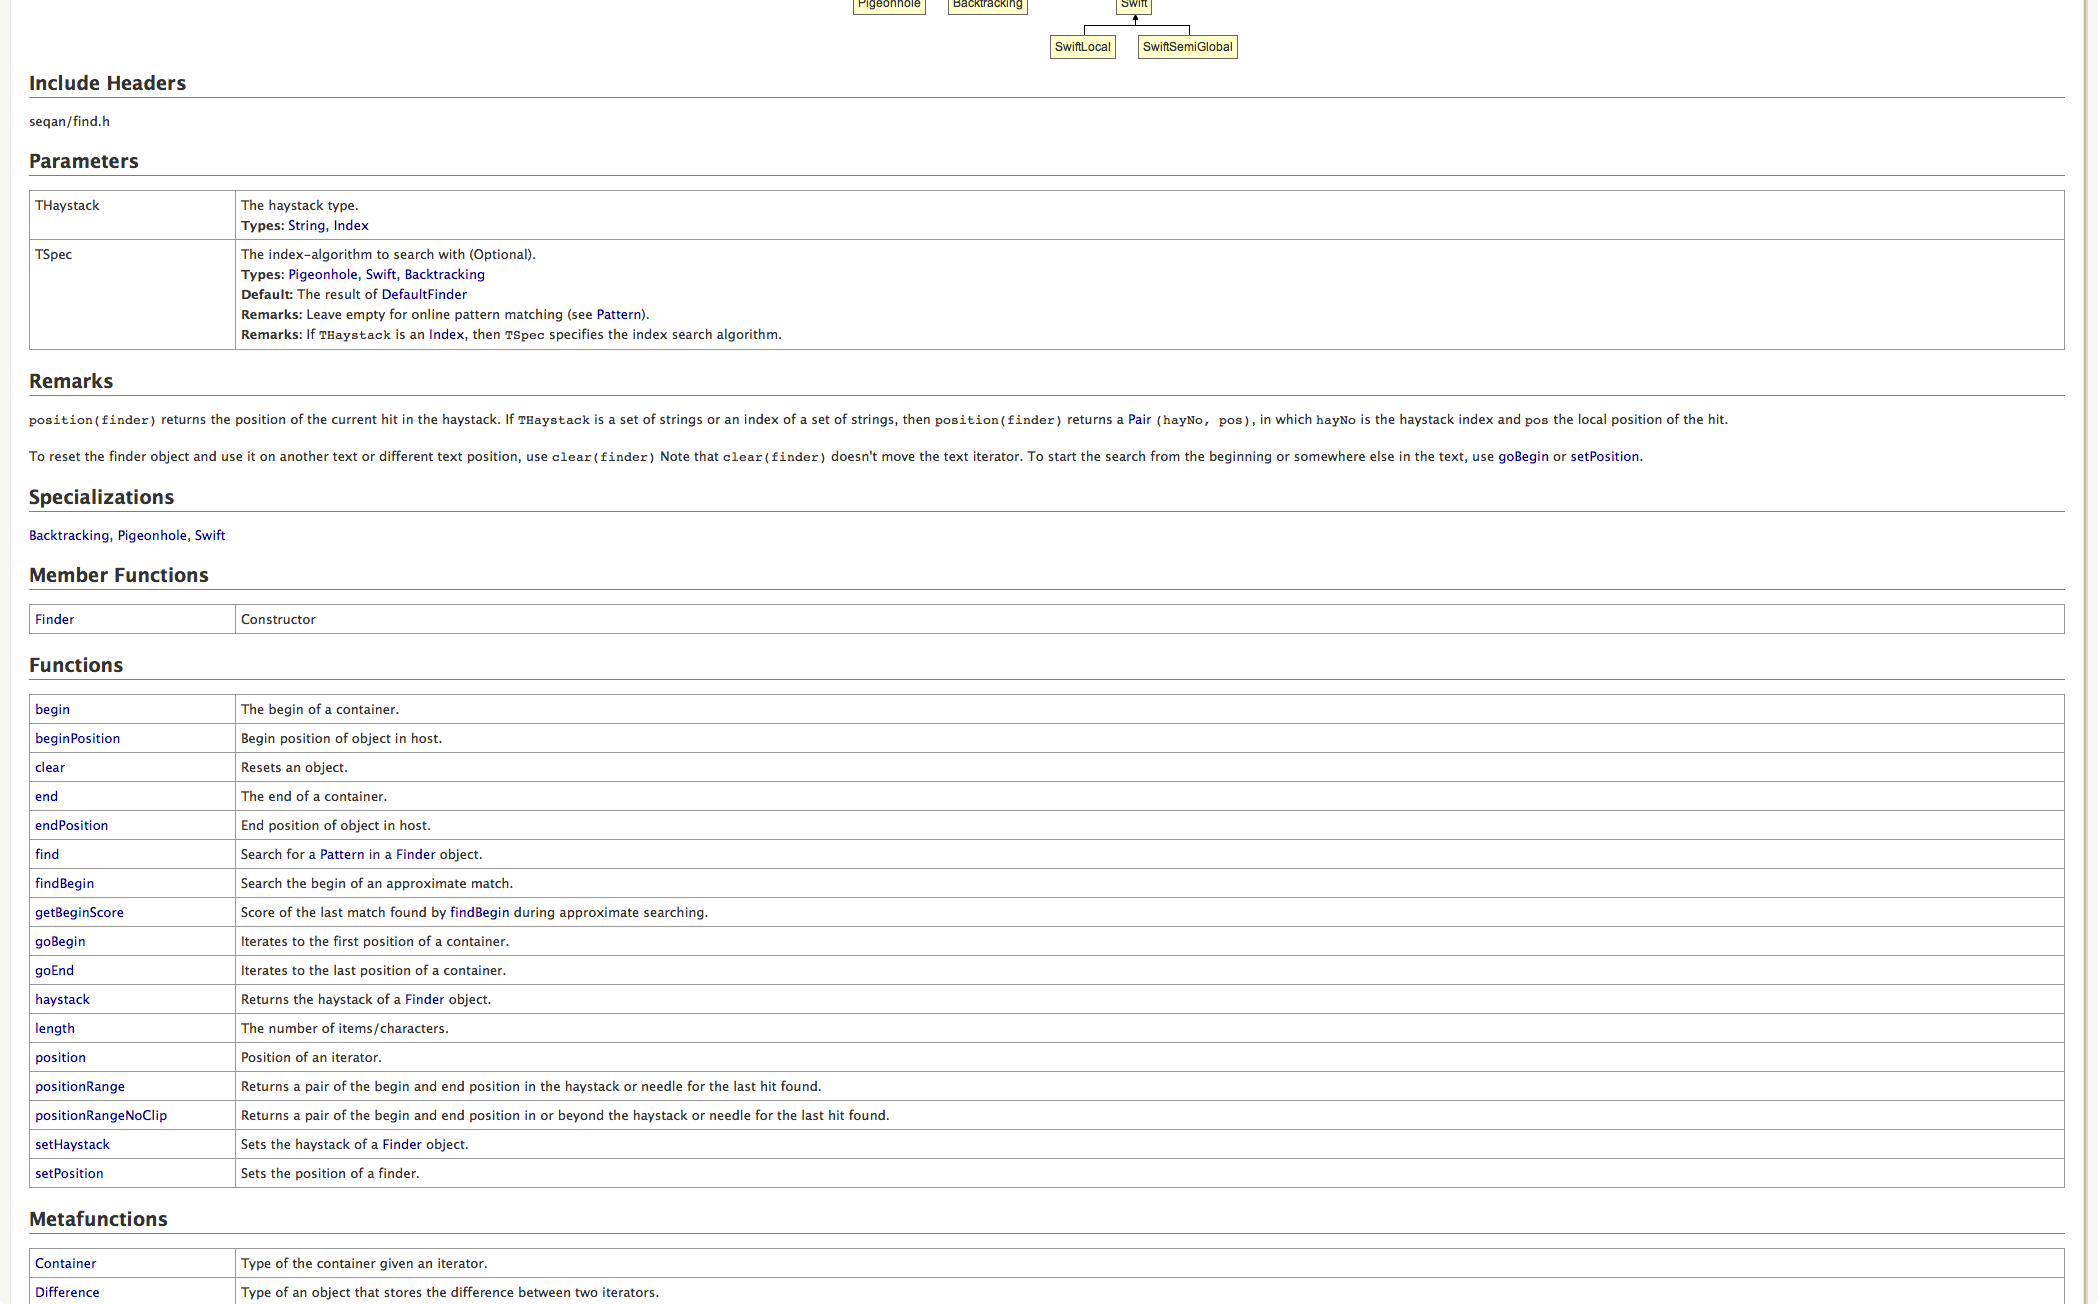 Pigeonhole Backtracking Swift
SwiftLocal SwiftSemiGlobal
Include Headers
seqan/find.h
Parameters
THaystack The haystack type.
Types: String, Index
TSpec The index-algorithm to search with (Optional).
Types: Pigeonhole, Swift, Backtracking
Default: The result of DefaultFinder
Remarks: Leave empty for online pattern matching (see Pattern).
Remarks: If THaystack is an Index, then TSpec specifies the index search algorithm.
Remarks
position(finder) returns the position of the current hit in the haystack. If THaystack is a set of strings or an index of a set of strings, then position(finder) returns a Pair (hayNo, pos), in which hayNo is the haystack index and pos the local position of the hit.
To reset the finder object and use it on another text or different text position, use clear(finder) Note that clear(finder) doesn't move the text iterator. To start the search from the beginning or somewhere else in the text, use goBegin or setPosition.
Specializations
Backtracking, Pigeonhole, Swift
Member Functions
Finder Constructor
Functions
begin The begin of a container.
beginPosition Begin position of object in host.
clear Resets an object.
end The end of a container.
endPosition End position of object in host.
find Search for a Pattern in a Finder object.
findBegin Search the begin of an approximate match.
getBeginScore Score of the last match found by findBegin during approximate searching.
goBegin Iterates to the first position of a container.
goEnd Iterates to the last position of a container.
haystack Returns the haystack of a Finder object.
length The number of items/characters.
position Position of an iterator.
positionRange Returns a pair of the begin and end position in the haystack or needle for the last hit found.
positionRangeNoClip Returns a pair of the begin and end position in or beyond the haystack or needle for the last hit found.
setHaystack Sets the haystack of a Finder object.
setPosition Sets the position of a finder.
Metafunctions
Container Type of the container given an iterator.
Difference Type of an object that stores the difference between two iterators.